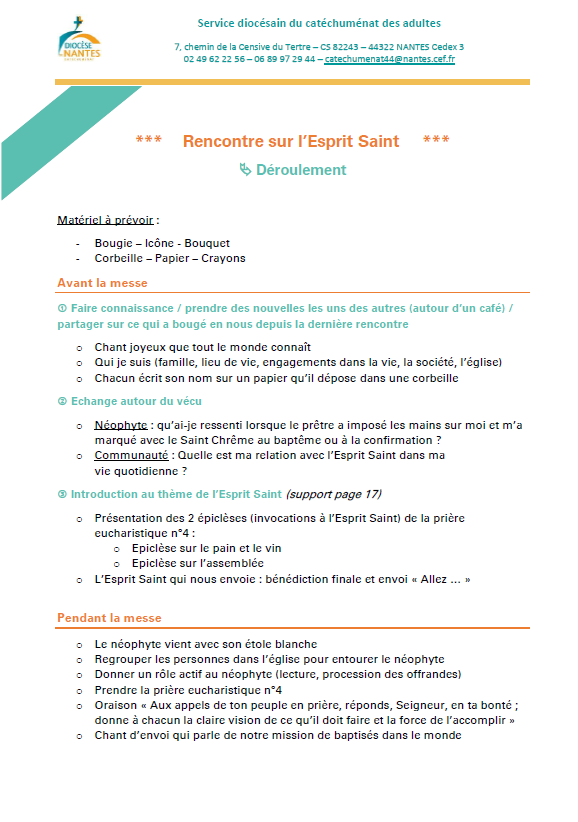 Service diocésain du catéchuménat des adultes
DIOCÈSE
NANTES
7, chemin de la Censive du Tertre – CS 82243 – 44322 NANTES Cedex 3
02 49 62 22 56 – 06 89 97 29 44 – catechumenat44@nantes.cef.fr
*** Rencontre sur l’Esprit Saint ***
Déroulement
Matériel à prévoir :
- Bougie – Icône - Bouquet
- Corbeille – Papier – Crayons
Avant la messe
① Faire connaissance / prendre des nouvelles les uns des autres (autour d’un café) /
partager sur ce qui a bougé en nous depuis la dernière rencontre
o Chant joyeux que tout le monde connaît
o Qui je suis (famille, lieu de vie, engagements dans la vie, la société, l’église)
o Chacun écrit son nom sur un papier qu’il dépose dans une corbeille
② Echange autour du vécu
o Néophyte : qu’ai-je ressenti lorsque le prêtre a imposé les mains sur moi et m’a
marqué avec le Saint Chrême au baptême ou à la confirmation ?
o Communauté : Quelle est ma relation avec l’Esprit Saint dans ma
vie quotidienne ?
③ Introduction au thème de l’Esprit Saint (support page 17)
o Présentation des 2 épiclèses (invocations à l’Esprit Saint) de la prière
eucharistique n°4 :
o Epiclèse sur le pain et le vin
o Epiclèse sur l’assemblée
o L’Esprit Saint qui nous envoie : bénédiction finale et envoi « Allez … »
Pendant la messe
o Le néophyte vient avec son étole blanche
o Regrouper les personnes dans l’église pour entourer le néophyte
o Donner un rôle actif au néophyte (lecture, procession des offrandes)
o Prendre la prière eucharistique n°4
o Oraison « Aux appels de ton peuple en prière, réponds, Seigneur, en ta bonté ;
donne à chacun la claire vision de ce qu’il doit faire et la force de l’accomplir »
o Chant d’envoi qui parle de notre mission de baptisés dans le monde